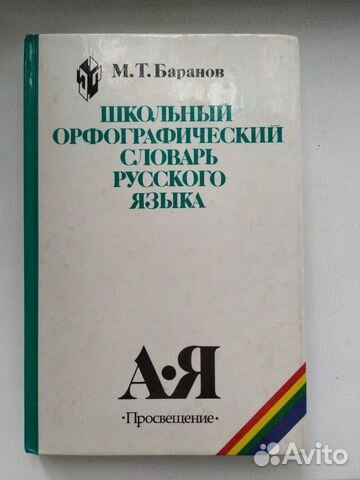 М.Т.Баранов
ШКОЛЬНЫЙ
ОРФОГРАФИЧЕСКИЙ
СЛОВАРЬ
РУССКОГО
ЯЗЫКА
А·Я
·Просвещение·
Avito